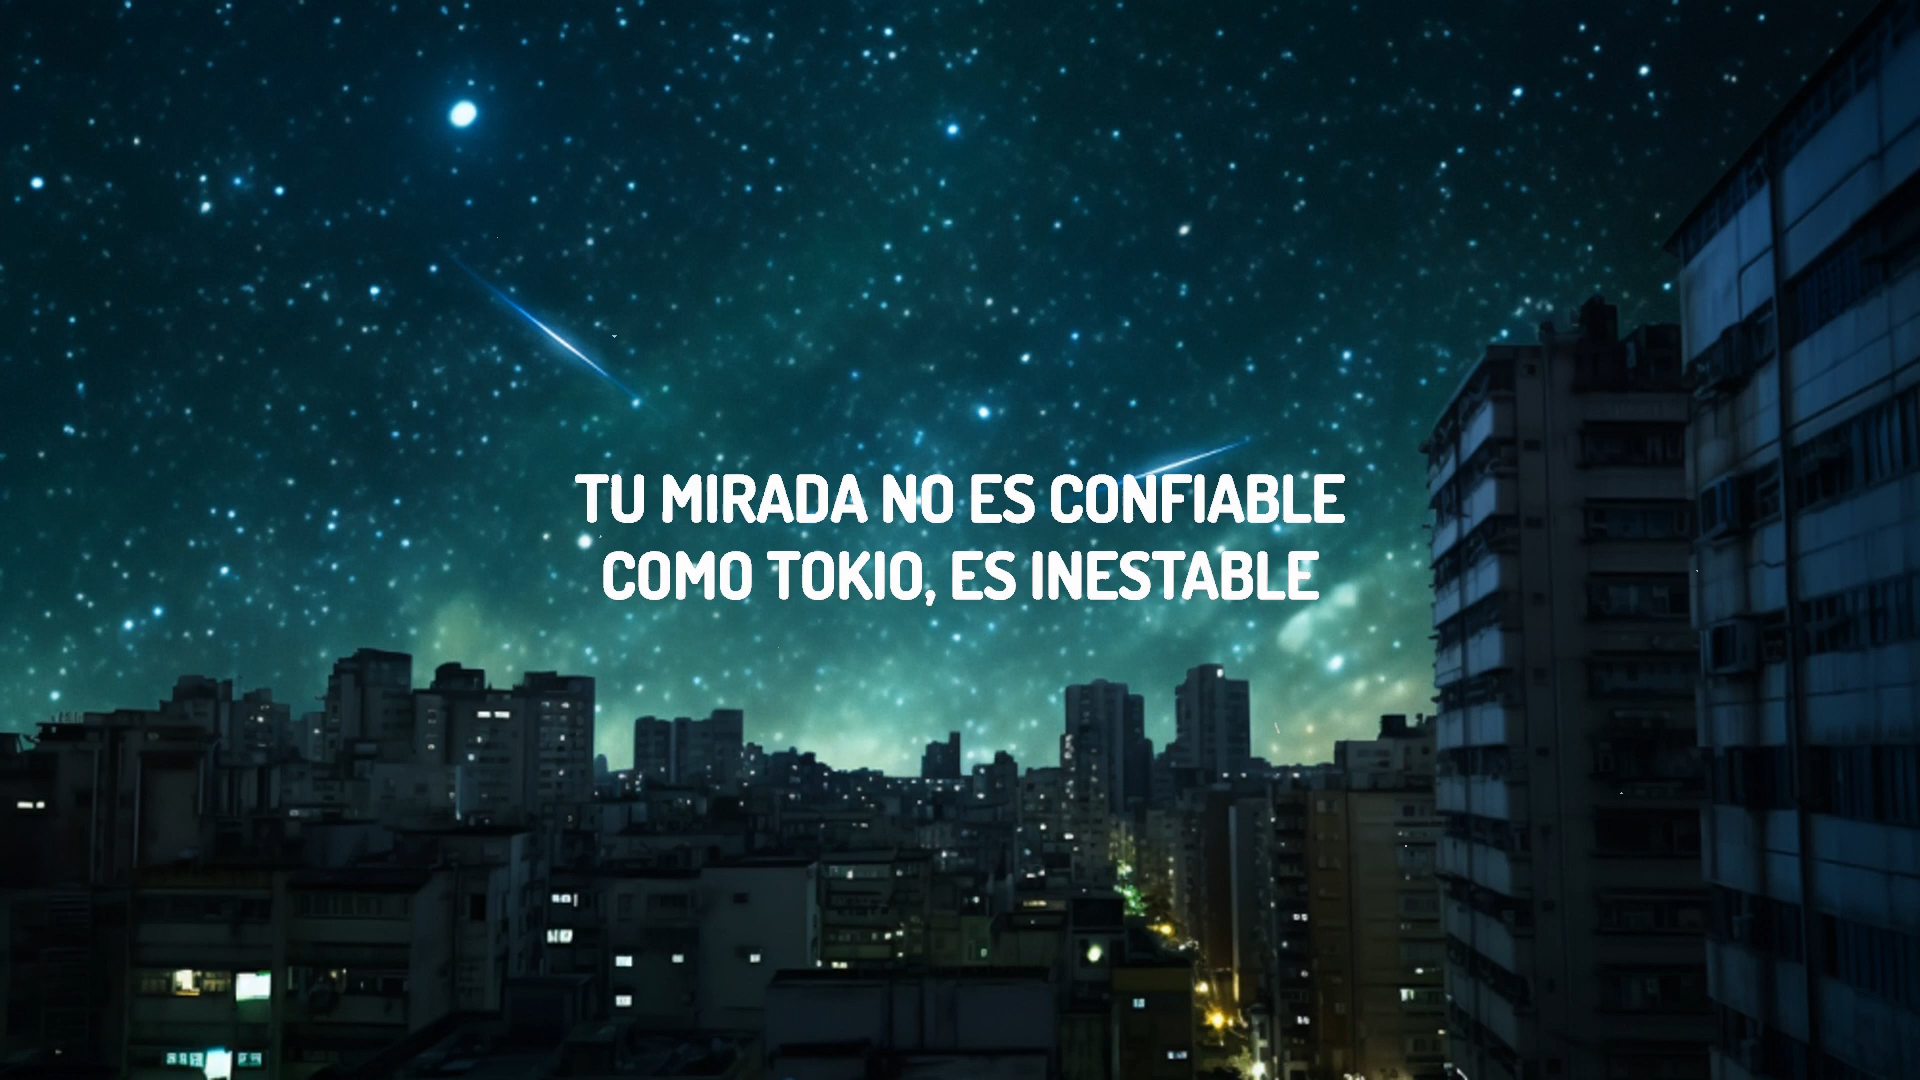 TU MIRADA NO ES CONFIABLE
COMO TOKIO, ES INESTABLE